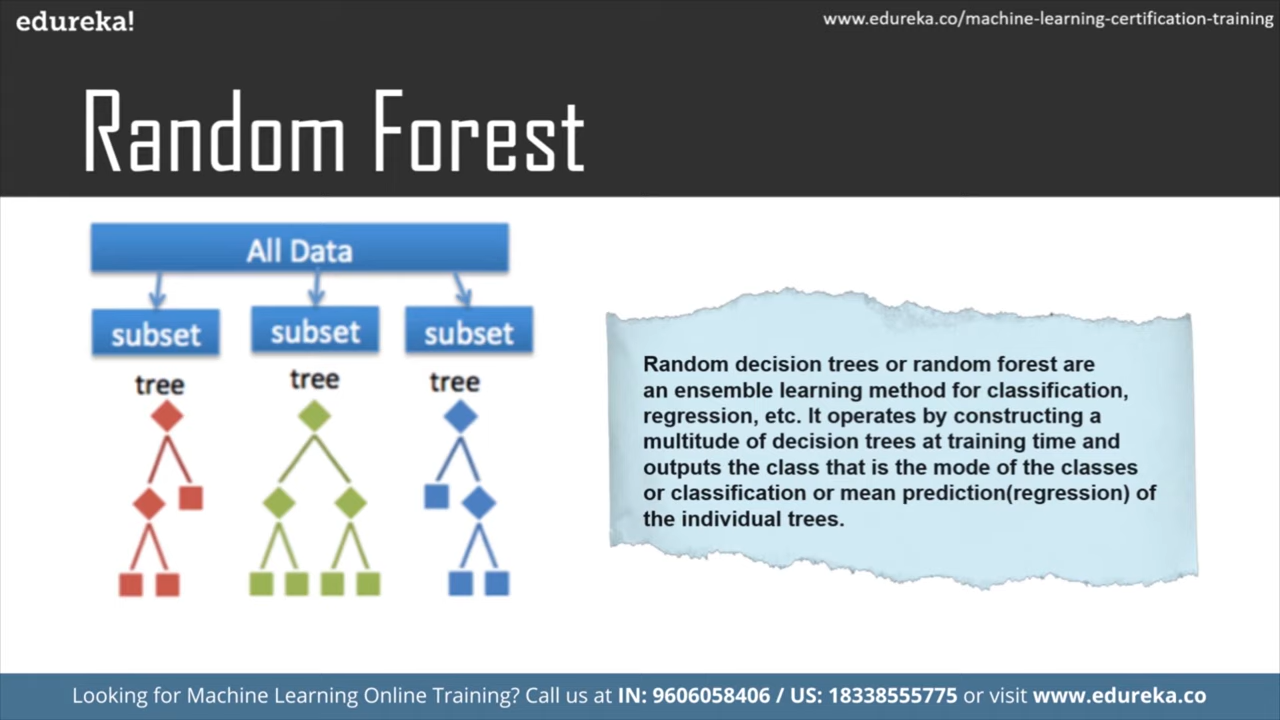 edureka!
www.edureka.co/machine-learning-certification-training
Random Forest
All Data
subset subset subset
tree tree tree
Random decision trees or random forest are
an ensemble learning method for classification,
regression, etc. It operates by constructing a
multitude of decision trees at training time and
outputs the class that is the mode of the classes
or classification or mean prediction(regression) of
the individual trees.
Looking for Machine Learning Online Training? Call us at IN: 9606058406 / US: 18338555775 or visit www.edureka.co